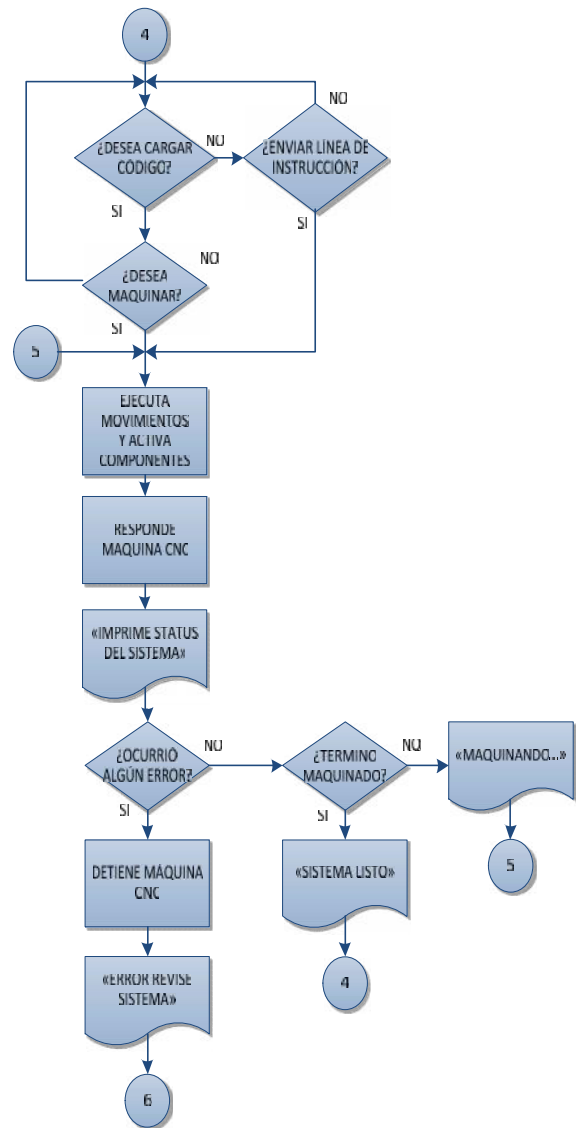 4
NO
¿DESEA CARGAR
CÓDIGO?
NO
¿ENVIAR LÍNEA DE
INSTRUCCIÓN?
SI
SI
¿DESEA
MAQUINAR?
NO
SI
5
EJECUTA
MOVIMIENTOS
Y ACTIVA
COMPONENTES
RESPONDE
MAQUINA CNC
«IMPRIME STATUS
DEL SISTEMA»
¿OCURRIÓ
ALGÚN ERROR?
NO
¿TERMINO
MAQUINADO?
NO
«MAQUINANDO...»
SI
SI
DETIENE MÁQUINA
CNC
«SISTEMA LISTO»
5
«ERROR REVISE
SISTEMA»
4
6